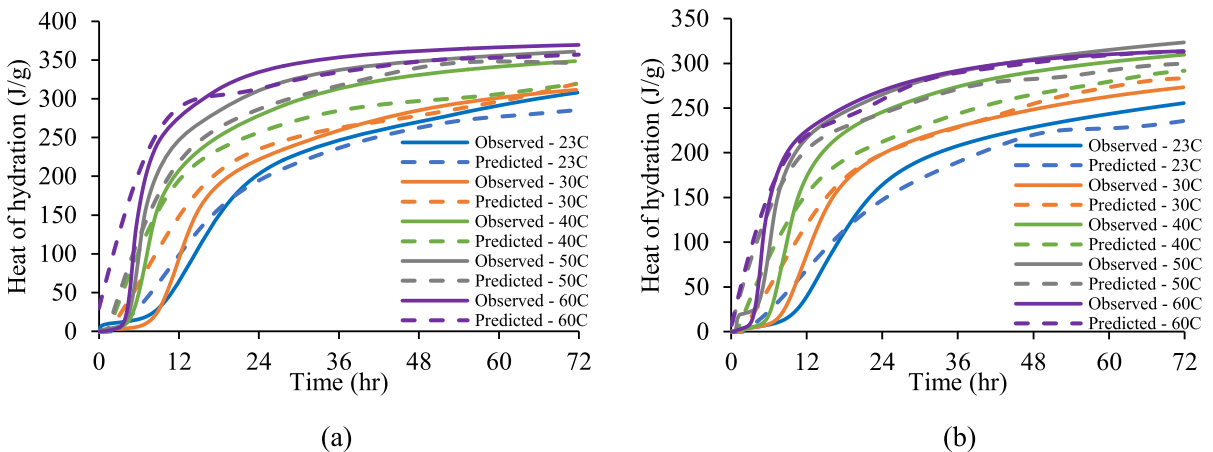 Heat of hydration (J/g)
400
350
300
250
200
150
100
50
0
0 12 24 36 48 60 72
Time (hr)
Observed - 23C
Predicted - 23C
Observed - 30C
Predicted - 30C
Observed - 40C
Predicted - 40C
Observed - 50C
Predicted - 50C
Observed - 60C
Predicted - 60C
(a)
Heat of hydration (J/g)
350
300
250
200
150
100
50
0
0 12 24 36 48 60 72
Time (hr)
Observed - 23C
Predicted - 23C
Observed - 30C
Predicted - 30C
Observed - 40C
Predicted - 40C
Observed - 50C
Predicted - 50C
Observed - 60C
Predicted - 60C
(b)